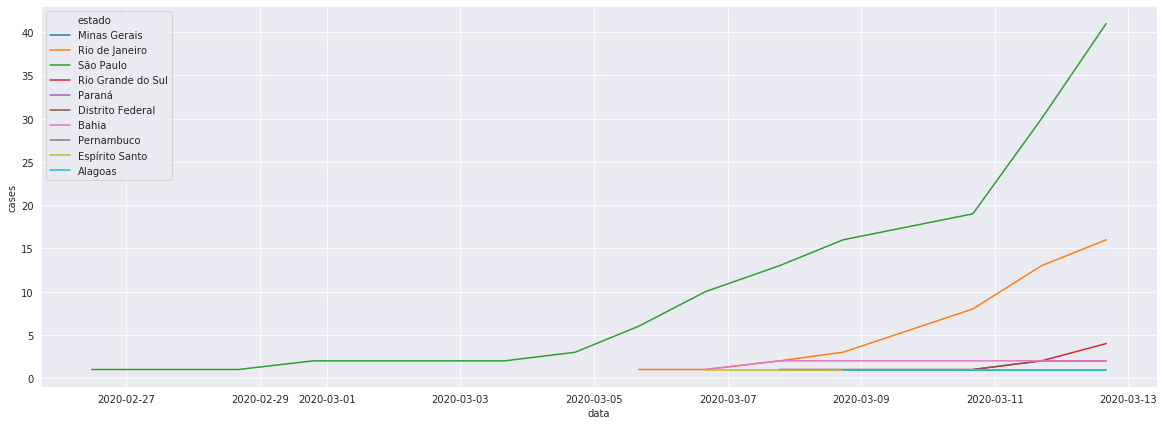 estado
Minas Gerais
Rio de Janeiro
São Paulo
Rio Grande do Sul
Paraná
Distrito Federal
Bahia
Pernambuco
Espírito Santo
Alagoas
cases
40
35
30
25
20
15
10
5
0
2020-02-27 2020-02-29 2020-03-01 2020-03-03 2020-03-05 2020-03-07 2020-03-09 2020-03-11 2020-03-13
data